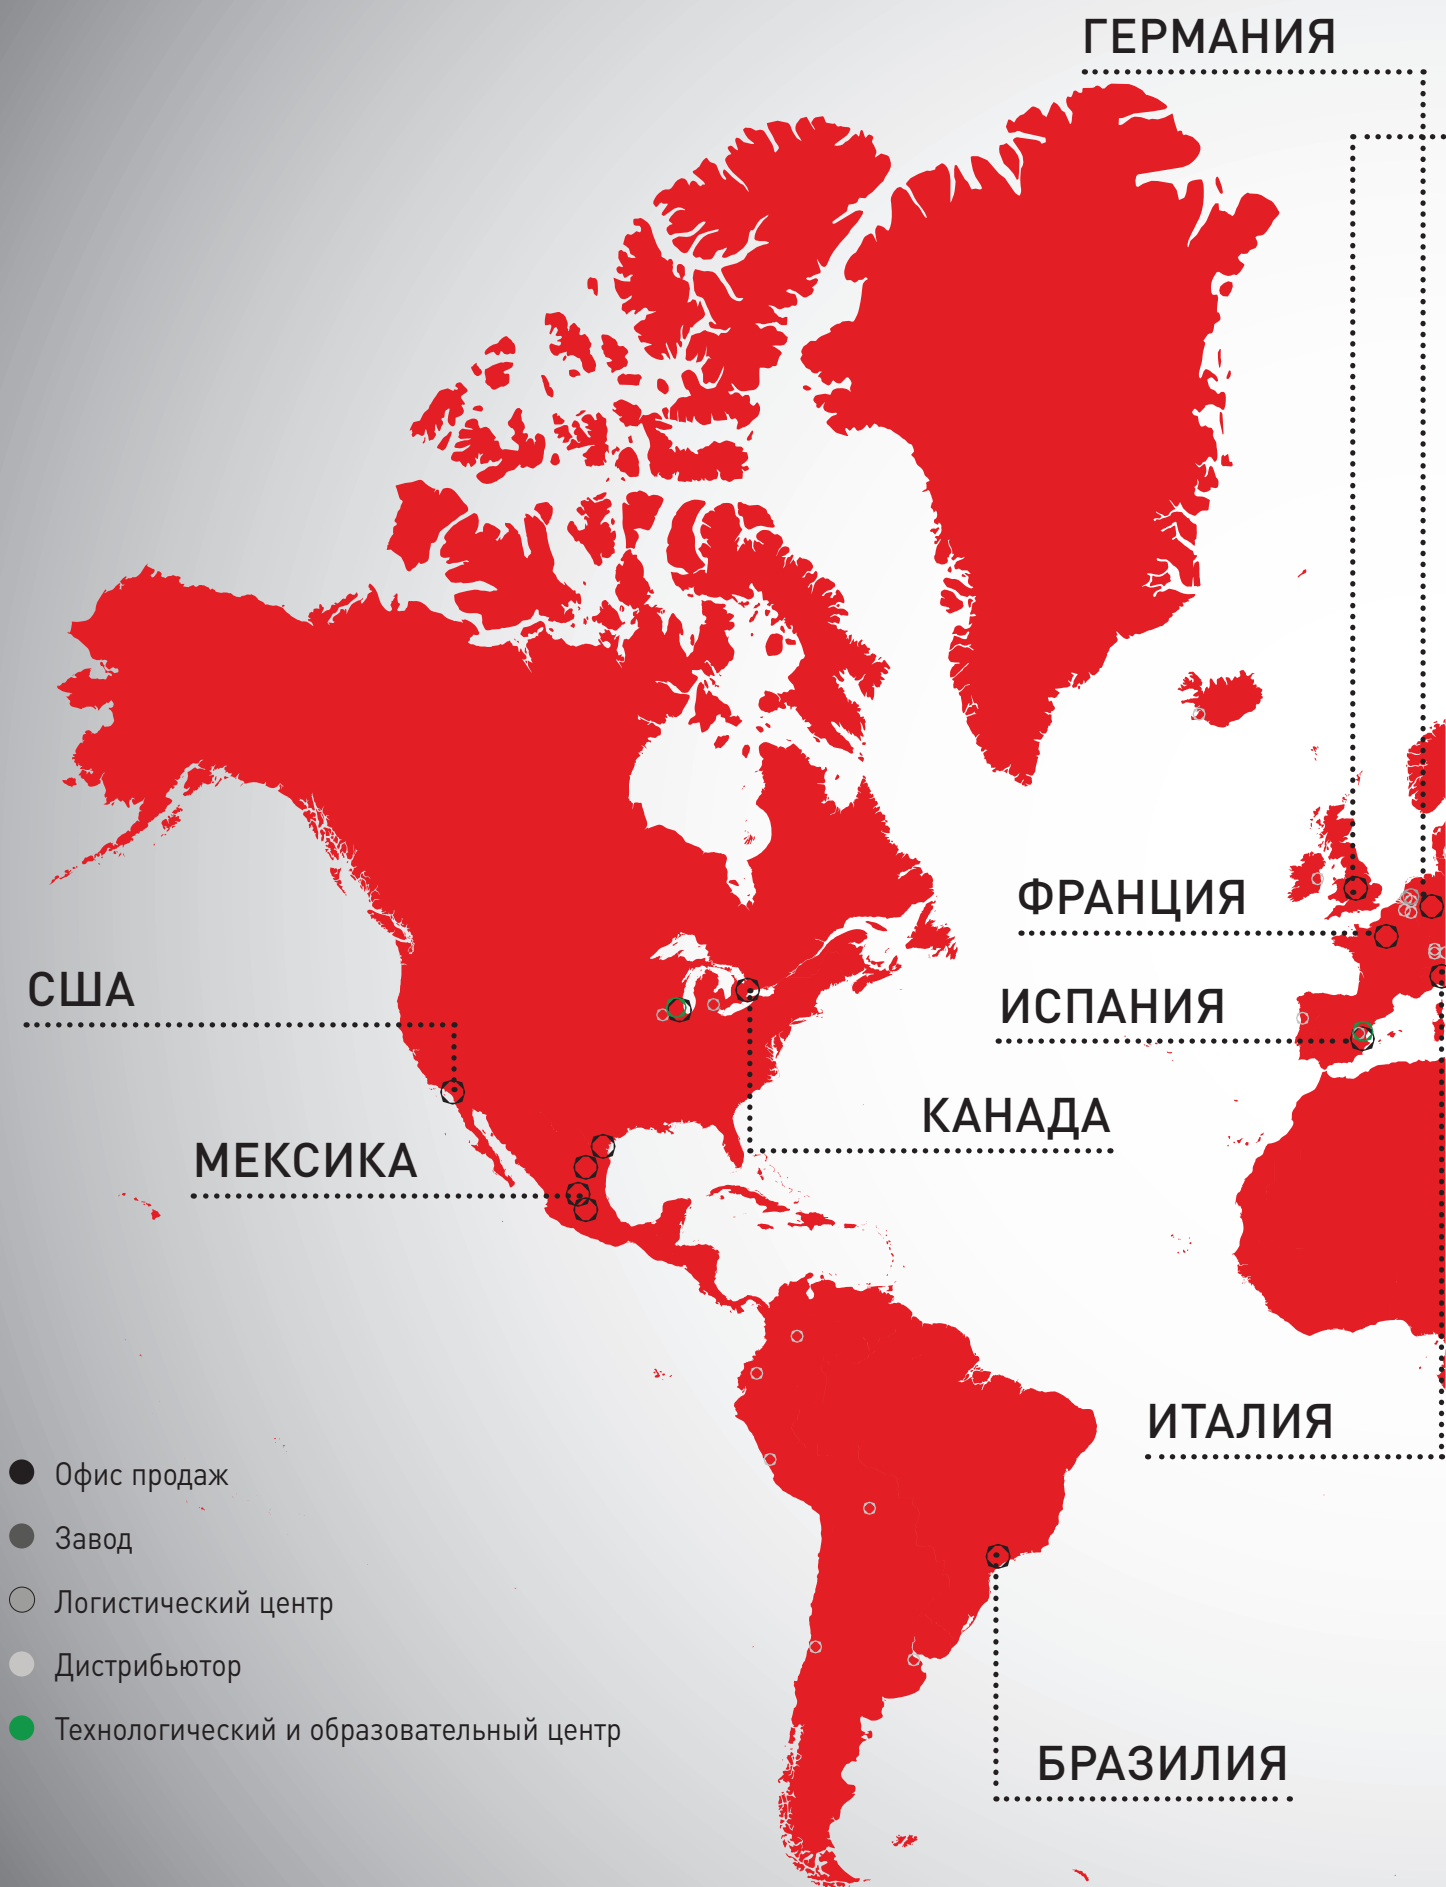 ГЕРМАНИЯ
ФРАНЦИЯ
США
ИСПАНИЯ
КАНАДА
МЕКСИКА
ИТАЛИЯ
Офис продаж
Завод
Логистический центр
Дистрибьютор
Технологический и образовательный центр
БРАЗИЛИЯ